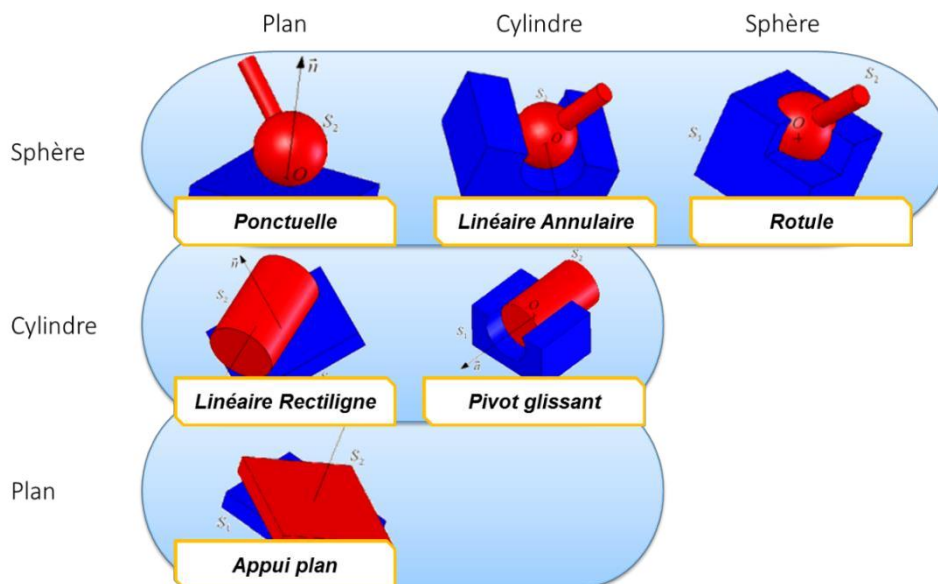 Plan Cylindre Sphère
Sphère
n S₂ O
S₂ O
S₁ O S₂
Ponctuelle Linéaire Annulaire Rotule
Cylindre
n S₂
S₂ O S₁ n
Linéaire Rectiligne Pivot glissant
Plan
S₂ S₁
Appui plan